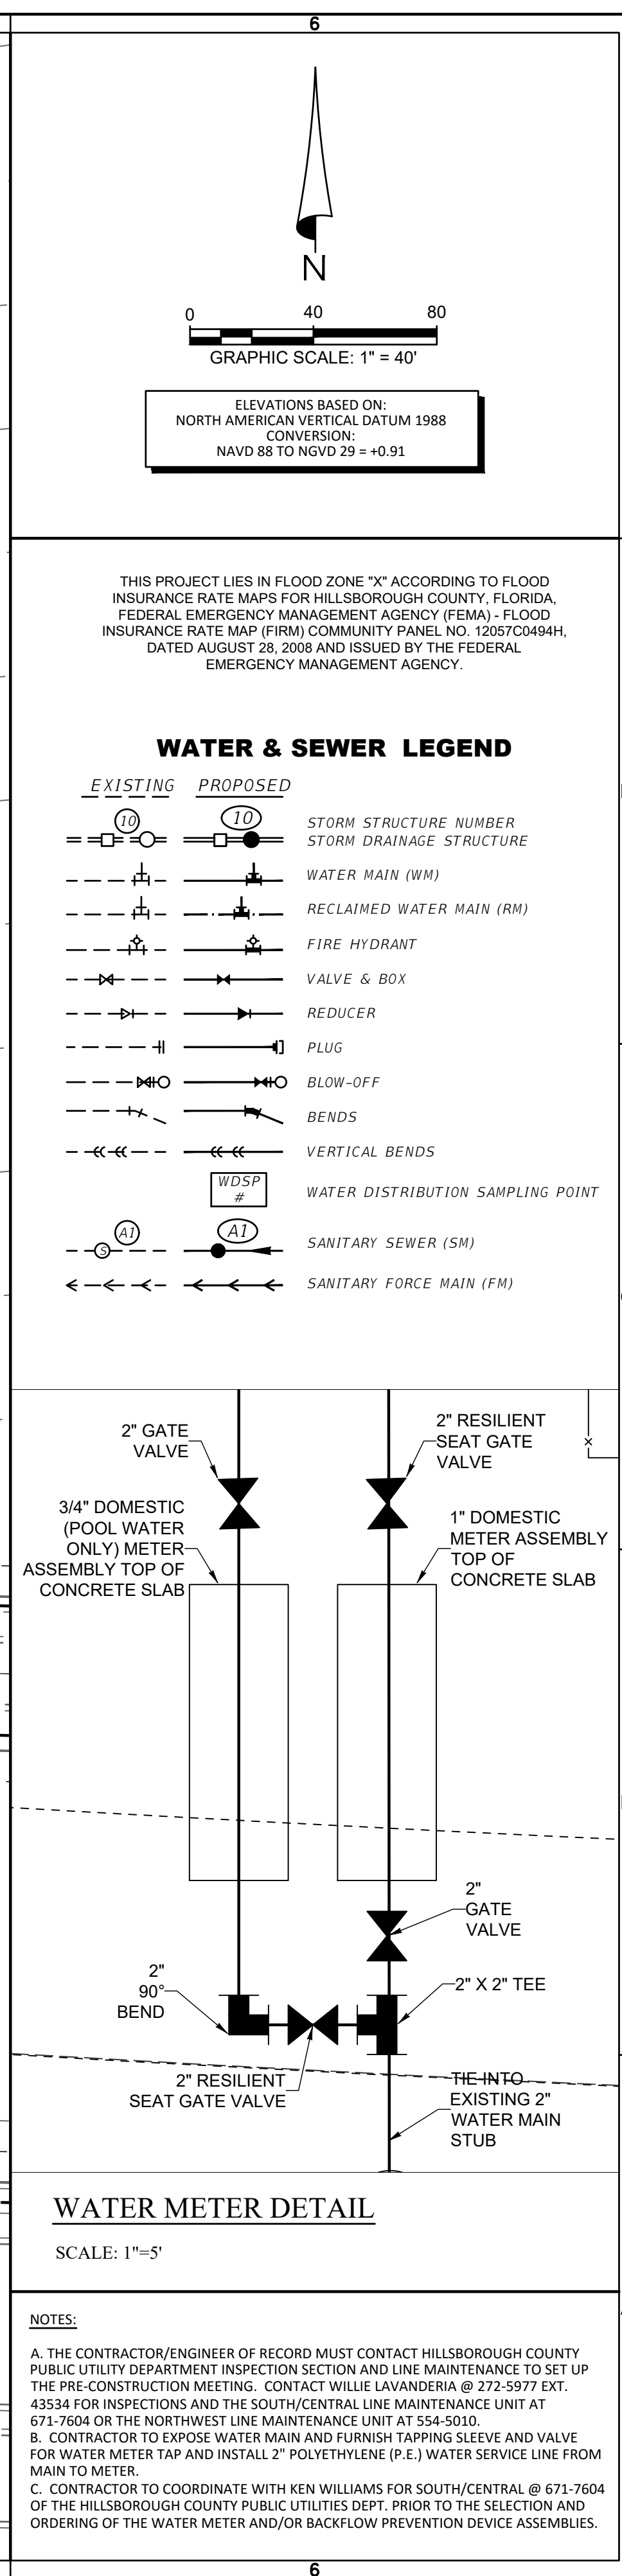 6
N
0 40 80
GRAPHIC SCALE: 1" = 40'
ELEVATIONS BASED ON:
NORTH AMERICAN VERTICAL DATUM 1988
CONVERSION:
NAVD 88 TO NGVD 29 = +0.91
THIS PROJECT LIES IN FLOOD ZONE "X" ACCORDING TO FLOOD
INSURANCE RATE MAPS FOR HILLSBOROUGH COUNTY, FLORIDA,
FEDERAL EMERGENCY MANAGEMENT AGENCY (FEMA) - FLOOD
INSURANCE RATE MAP (FIRM) COMMUNITY PANEL NO. 12057C0494H,
DATED AUGUST 28, 2008 AND ISSUED BY THE FEDERAL
EMERGENCY MANAGEMENT AGENCY.
WATER & SEWER LEGEND
EXISTING PROPOSED
10 10 STORM STRUCTURE NUMBER
STORM DRAINAGE STRUCTURE
WATER MAIN (WM)
RECLAIMED WATER MAIN (RM)
FIRE HYDRANT
VALVE & BOX
REDUCER
PLUG
BLOW-OFF
BENDS
VERTICAL BENDS
WDSP
#
WATER DISTRIBUTION SAMPLING POINT
A1 A1
S
SANITARY SEWER (SM)
SANITARY FORCE MAIN (FM)
2" GATE
VALVE
2" RESILIENT
SEAT GATE
VALVE
3/4" DOMESTIC
(POOL WATER
ONLY) METER
ASSEMBLY TOP OF
CONCRETE SLAB
1" DOMESTIC
METER ASSEMBLY
TOP OF
CONCRETE SLAB
2"
GATE
VALVE
2"
90°
BEND
2" X 2" TEE
2" RESILIENT
SEAT GATE VALVE
TIE-INTO
EXISTING 2"
WATER MAIN
STUB
WATER METER DETAIL
SCALE: 1"=5'
NOTES:
A. THE CONTRACTOR/ENGINEER OF RECORD MUST CONTACT HILLSBOROUGH COUNTY
PUBLIC UTILITY DEPARTMENT INSPECTION SECTION AND LINE MAINTENANCE TO SET UP
THE PRE-CONSTRUCTION MEETING. CONTACT WILLIE LAVANDERIA @ 272-5977 EXT.
43534 FOR INSPECTIONS AND THE SOUTH/CENTRAL LINE MAINTENANCE UNIT AT
671-7604 OR THE NORTHWEST LINE MAINTENANCE UNIT AT 554-5010.
B. CONTRACTOR TO EXPOSE WATER MAIN AND FURNISH TAPPING SLEEVE AND VALVE
FOR WATER METER TAP AND INSTALL 2" POLYETHYLENE (P.E.) WATER SERVICE LINE FROM
MAIN TO METER.
C. CONTRACTOR TO COORDINATE WITH KEN WILLIAMS FOR SOUTH/CENTRAL @ 671-7604
OF THE HILLSBOROUGH COUNTY PUBLIC UTILITIES DEPT. PRIOR TO THE SELECTION AND
ORDERING OF THE WATER METER AND/OR BACKFLOW PREVENTION DEVICE ASSEMBLIES.
6